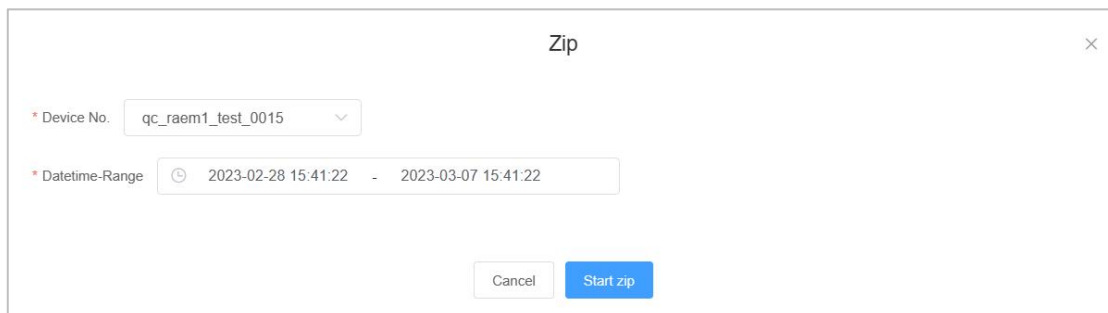 Zip
* Device No. qc_raem1_test_0015
* Datetime-Range 2023-02-28 15:41:22 - 2023-03-07 15:41:22
Cancel Start zip